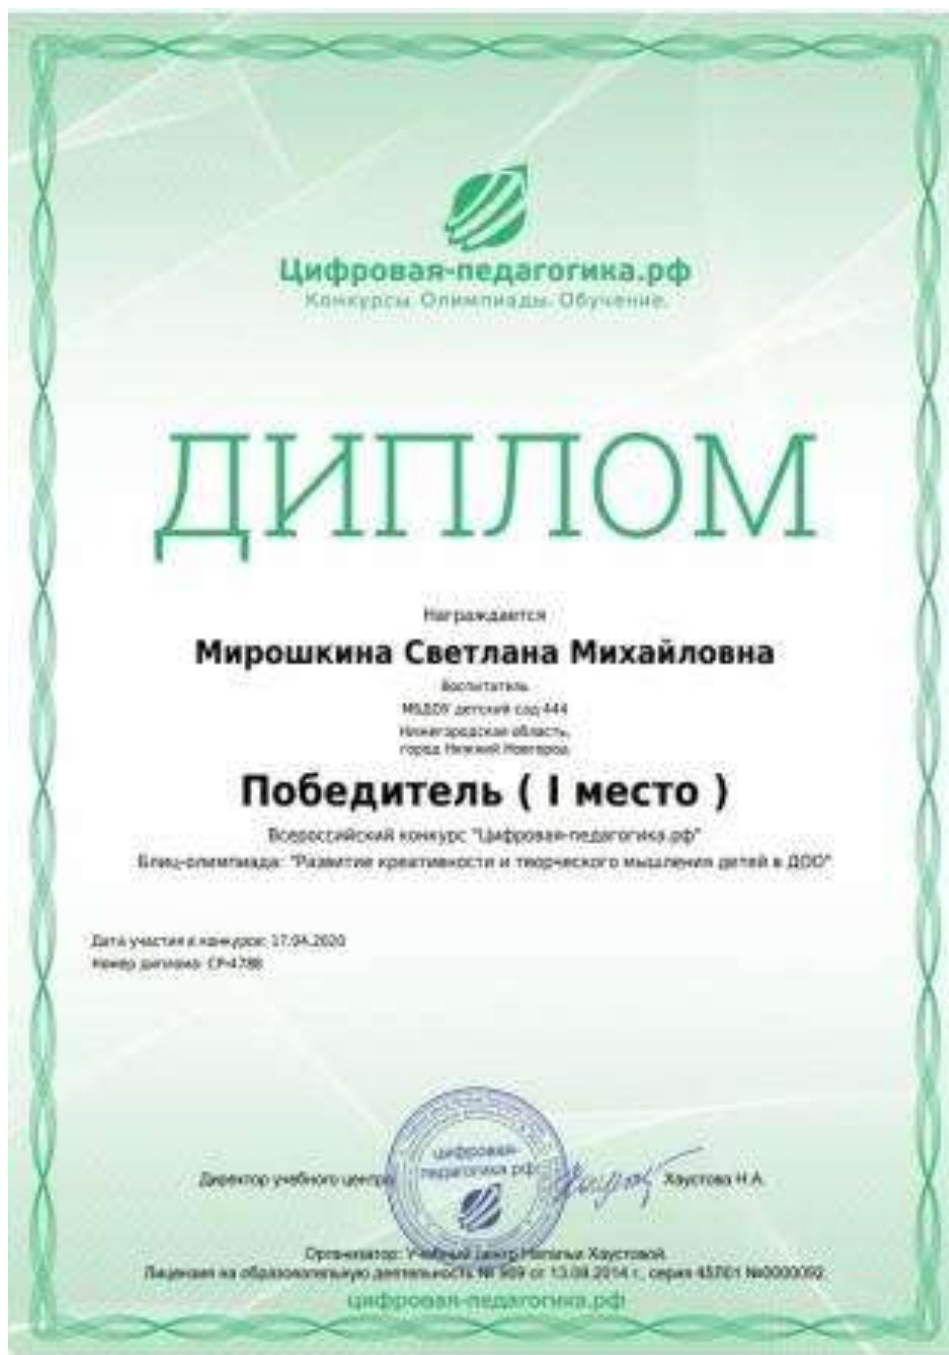 Цифровая-педагогика.рф
Конкурсы. Олимпиады. Обучение.
ДИПЛОМ
Награждается
Мирошкина Светлана Михайловна
Воспитатель
МБДОУ детский сад 444
Нижегородская область,
город Нижний Новгород
Победитель ( I место )
Всероссийский конкурс "Цифровая-педагогика.рф"
Блиц-олимпиада: "Развитие креативности и творческого мышления детей в ДОО"
Дата участия в конкурсе: 17.04.2020
Номер диплома: СР-4788
цифровая-
педагогика.рф
Директор учебного центра
Хаустова Н.А.
Организатор: Учебный Центр Натальи Хаустовой.
Лицензия на образовательную деятельность № 989 от 13.08.2014 г., серия 45Л01 №0000092
цифровая-педагогика.рф